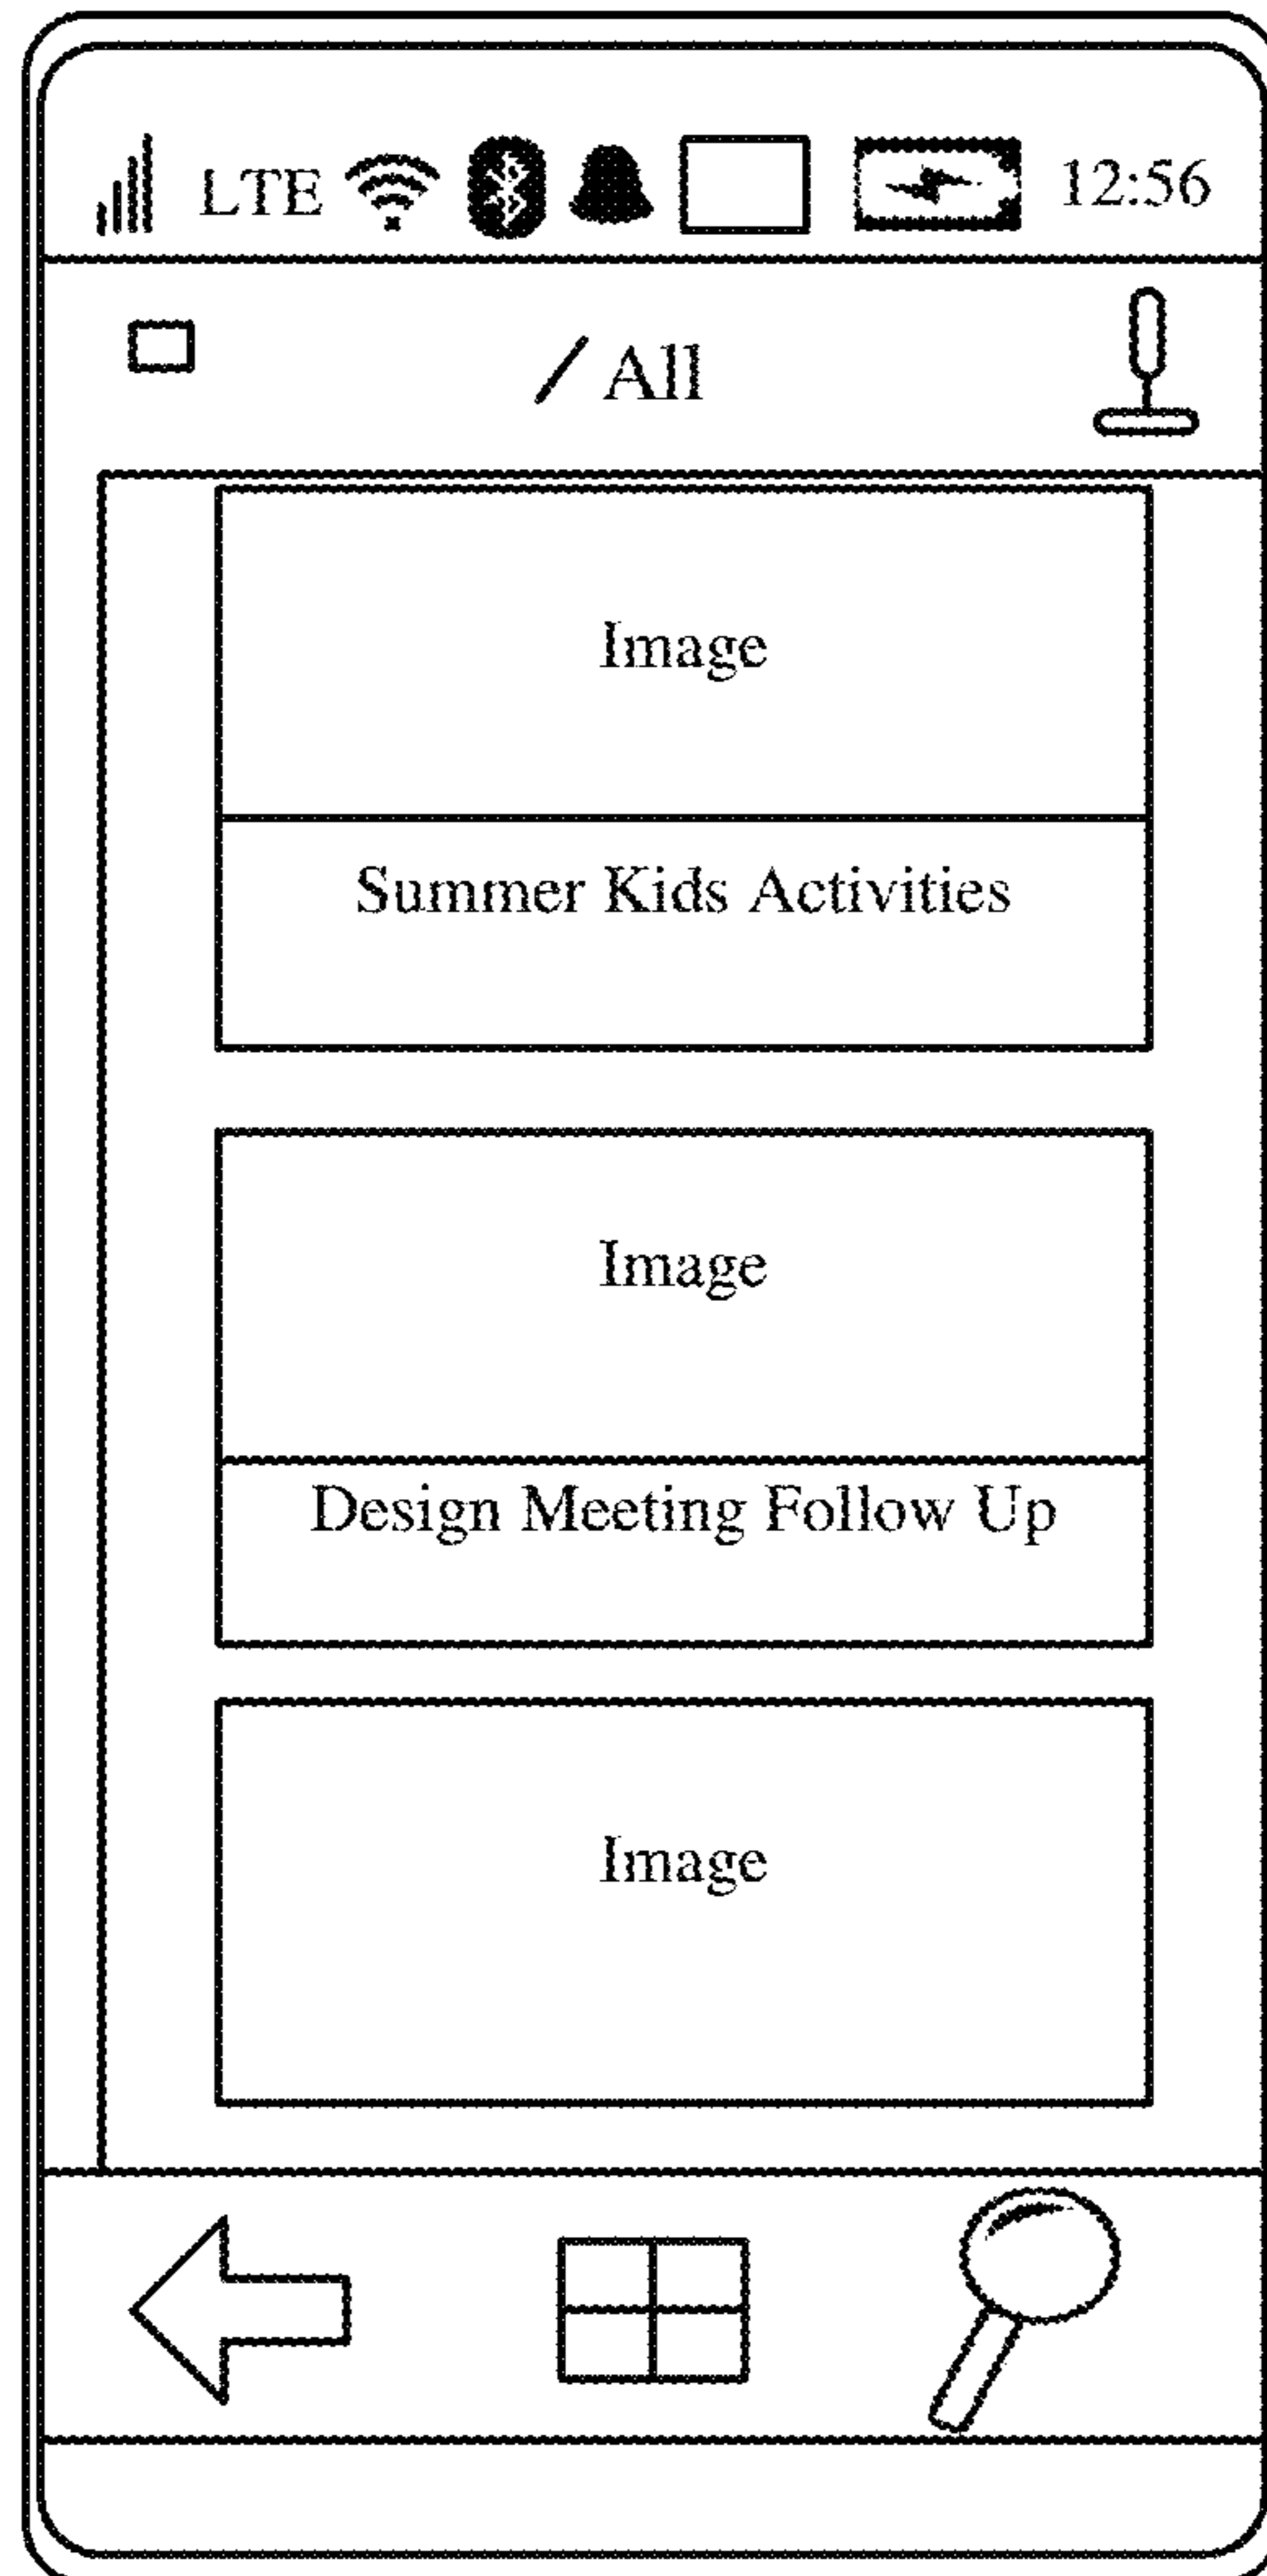 LTE 12:56
/ All
Image
Summer Kids Activities
Image
Design Meeting Follow Up
Image